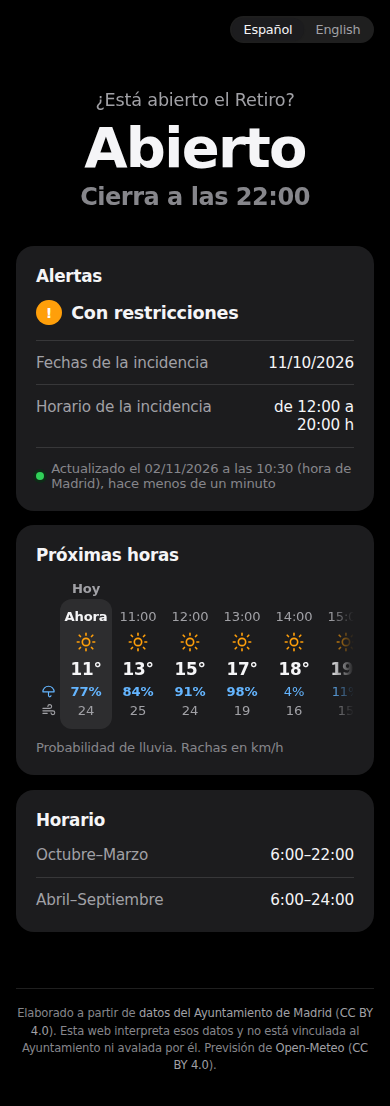 Español English
¿Está abierto el Retiro?
Abierto
Cierra a las 22:00
Alertas
! Con restricciones
Fechas de la incidencia 11/10/2026
Horario de la incidencia de 12:00 a
20:00 h
Actualizado el 02/11/2026 a las 10:30 (hora de
Madrid), hace menos de un minuto
Próximas horas
Hoy
Ahora 11:00 12:00 13:00 14:00
11° 13° 15° 17° 18° 19
77% 84% 91% 98% 4%
24 25 24 19 16
Probabilidad de lluvia. Rachas en km/h
Horario
Octubre–Marzo 6:00–22:00
Abril–Septiembre 6:00–24:00
Elaborado a partir de datos del Ayuntamiento de Madrid (CC BY
4.0). Esta web interpreta esos datos y no está vinculada al
Ayuntamiento ni avalada por él. Previsión de Open-Meteo (CC
BY 4.0).